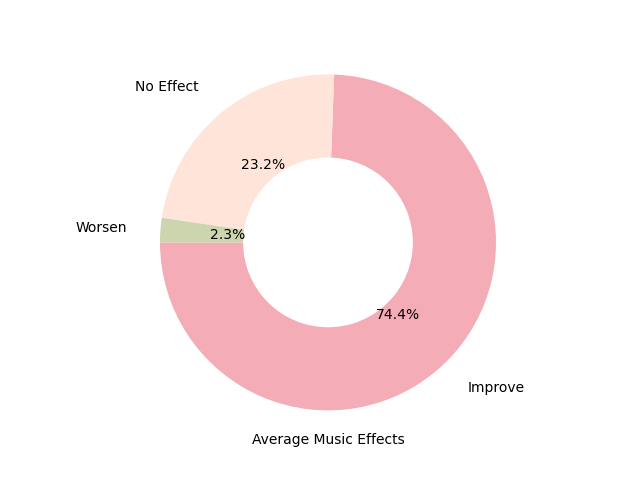 No Effect
23.2%
Worsen
2.3%
74.4%
Improve
Average Music Effects